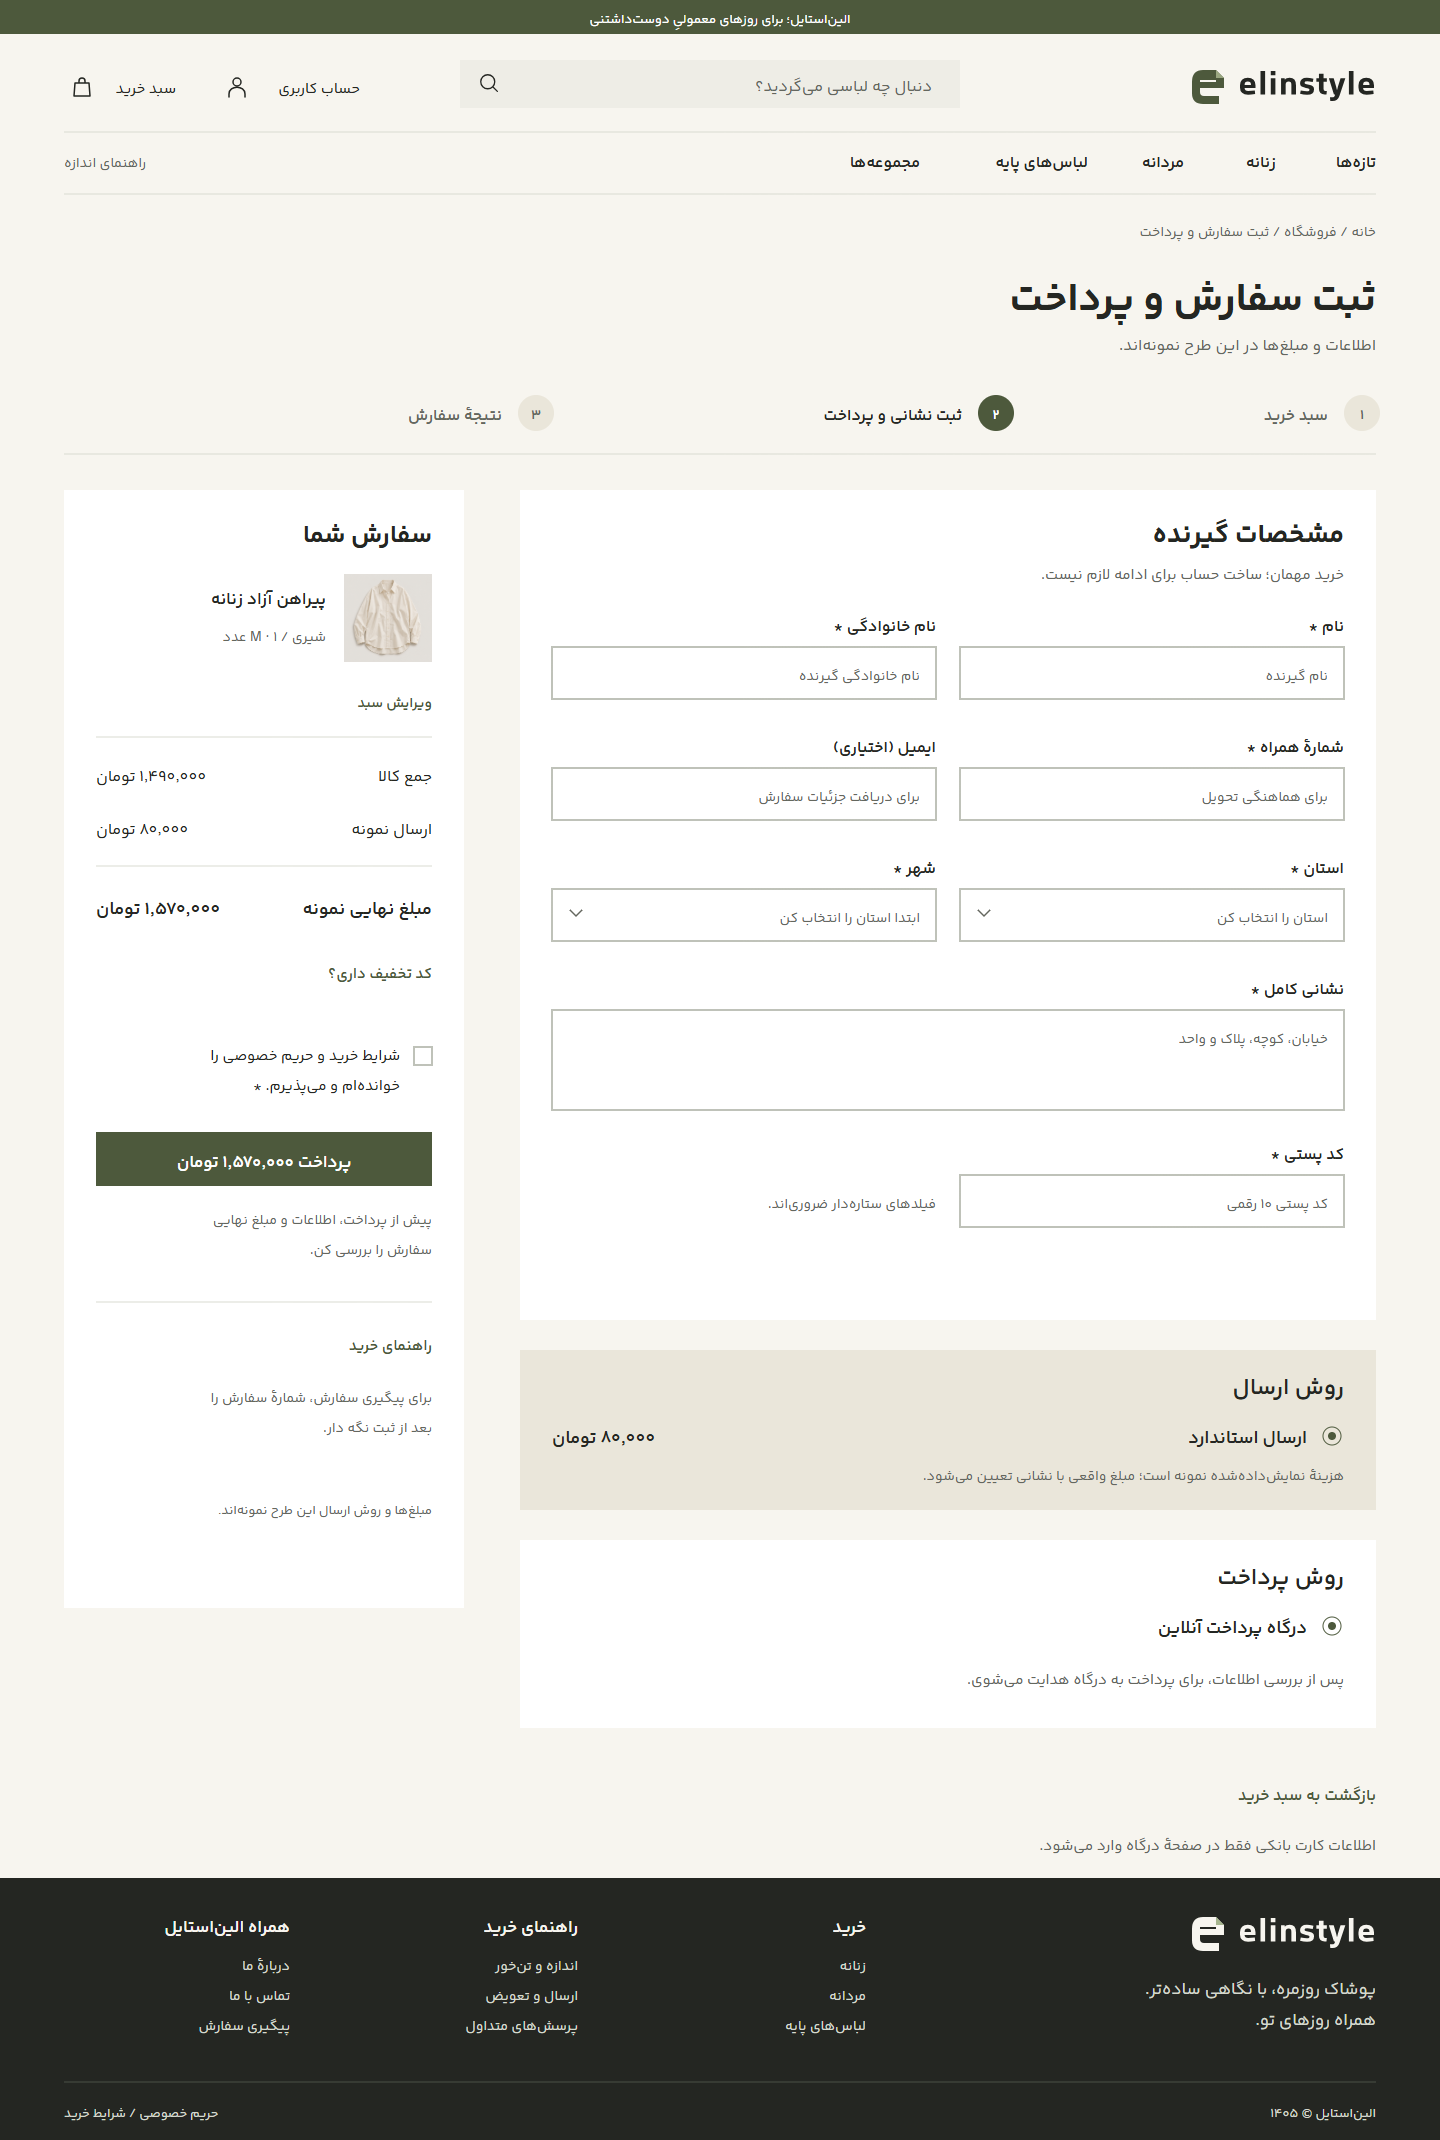 الین‌استایل؛ برای روزهای معمولیِ دوست‌داشتنی
elinstyle
دنبال چه لباسی می‌گردید؟
حساب کاربری
سبد خرید
تازه‌ها
زنانه
مردانه
لباس‌های پایه
مجموعه‌ها
راهنمای اندازه
خانه / فروشگاه / ثبت سفارش و پرداخت
ثبت سفارش و پرداخت
اطلاعات و مبلغ‌ها در این طرح نمونه‌اند.
۱ سبد خرید
۲ ثبت نشانی و پرداخت
۳ نتیجهٔ سفارش
مشخصات گیرنده
خرید مهمان؛ ساخت حساب برای ادامه لازم نیست.
نام *
نام گیرنده
نام خانوادگی *
نام خانوادگی گیرنده
شمارهٔ همراه *
برای هماهنگی تحویل
ایمیل (اختیاری)
برای دریافت جزئیات سفارش
استان *
استان را انتخاب کن
شهر *
ابتدا استان را انتخاب کن
نشانی کامل *
خیابان، کوچه، پلاک و واحد
کد پستی *
کد پستی ۱۰ رقمی
فیلدهای ستاره‌دار ضروری‌اند.
روش ارسال
ارسال استاندارد
۸۰,۰۰۰ تومان
هزینهٔ نمایش‌داده‌شده نمونه است؛ مبلغ واقعی با نشانی تعیین می‌شود.
روش پرداخت
درگاه پرداخت آنلاین
پس از بررسی اطلاعات، برای پرداخت به درگاه هدایت می‌شوی.
سفارش شما
پیراهن آزاد زنانه
شیری / M · ۱ عدد
ویرایش سبد
جمع کالا
۱,۴۹۰,۰۰۰ تومان
ارسال نمونه
۸۰,۰۰۰ تومان
مبلغ نهایی نمونه
۱,۵۷۰,۰۰۰ تومان
کد تخفیف داری؟
شرایط خرید و حریم خصوصی را
خوانده‌ام و می‌پذیرم. *
پرداخت ۱,۵۷۰,۰۰۰ تومان
پیش از پرداخت، اطلاعات و مبلغ نهایی
سفارش را بررسی کن.
راهنمای خرید
برای پیگیری سفارش، شمارهٔ سفارش را
بعد از ثبت نگه دار.
مبلغ‌ها و روش ارسال این طرح نمونه‌اند.
بازگشت به سبد خرید
اطلاعات کارت بانکی فقط در صفحهٔ درگاه وارد می‌شود.
elinstyle
پوشاک روزمره، با نگاهی ساده‌تر.
همراه روزهای تو.
خرید
زنانه
مردانه
لباس‌های پایه
راهنمای خرید
اندازه و تن‌خور
ارسال و تعویض
پرسش‌های متداول
همراه الین‌استایل
دربارهٔ ما
تماس با ما
پیگیری سفارش
الین‌استایل © ۱۴۰۵
حریم خصوصی / شرایط خرید